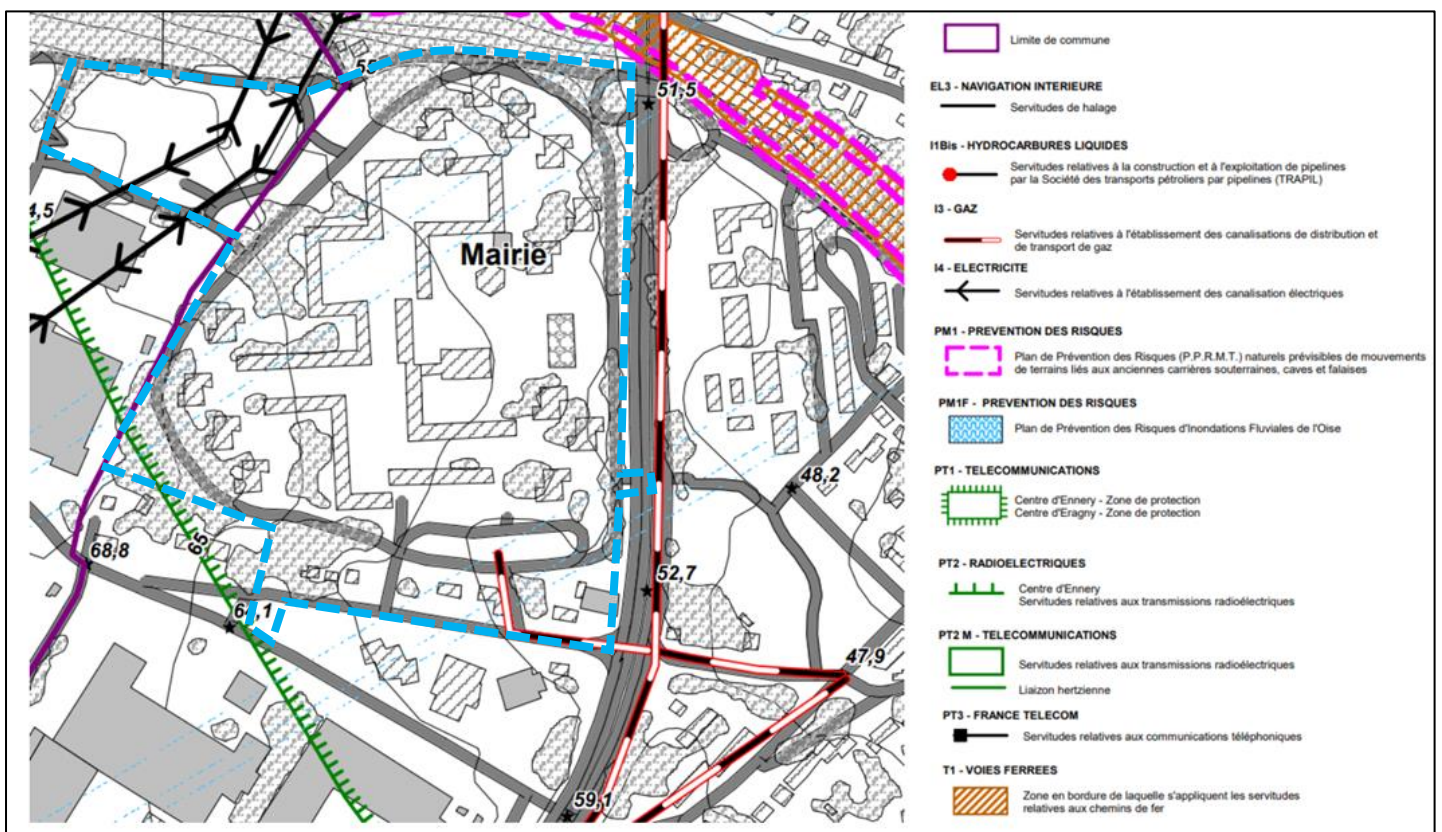 55
51,5
4,5
Mairie
48,2
68,8
65
64,1
52,7
47,9
59,1
Limite de commune
EL3 - NAVIGATION INTERIEURE
Servitudes de halage
I1Bis - HYDROCARBURES LIQUIDES
Servitudes relatives à la construction et à l'exploitation de pipelines
par la Société des transports pétroliers par pipelines (TRAPIL)
I3 - GAZ
Servitudes relatives à l'établissement des canalisations de distribution et
de transport de gaz
I4 - ELECTRICITE
Servitudes relatives à l'établissement des canalisation électriques
PM1 - PREVENTION DES RISQUES
Plan de Prévention des Risques (P.P.R.M.T.) naturels prévisibles de mouvements
de terrains liés aux anciennes carrières souterraines, caves et falaises
PM1F - PREVENTION DES RISQUES
Plan de Prévention des Risques d'Inondations Fluviales de l'Oise
PT1 - TELECOMMUNICATIONS
Centre d'Ennery - Zone de protection
Centre d'Eragny - Zone de protection
PT2 - RADIOELECTRIQUES
Centre d'Ennery
Servitudes relatives aux transmissions radioélectriques
PT2 M - TELECOMMUNICATIONS
Servitudes relatives aux transmissions radioélectriques
Liaizon hertzienne
PT3 - FRANCE TELECOM
Servitudes relatives aux communications téléphoniques
T1 - VOIES FERREES
Zone en bordure de laquelle s'appliquent les servitudes
relatives aux chemins de fer